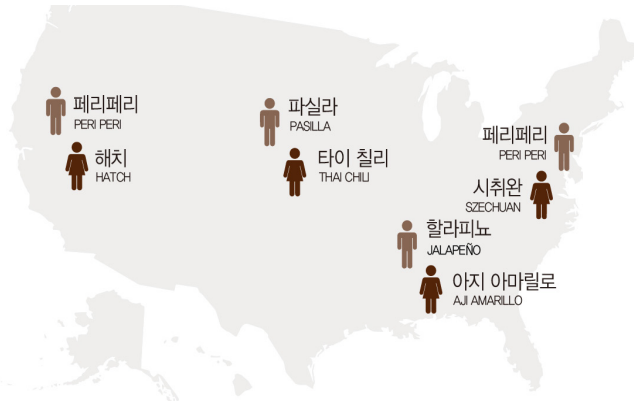 페리페리
PERI PERI
해치
HATCH
파실라
PASILLA
타이 칠리
THAI CHILI
페리페리
PERI PERI
시취완
SZECHUAN
할라피뇨
JALAPEÑO
아지 아마릴로
AJI AMARILLO